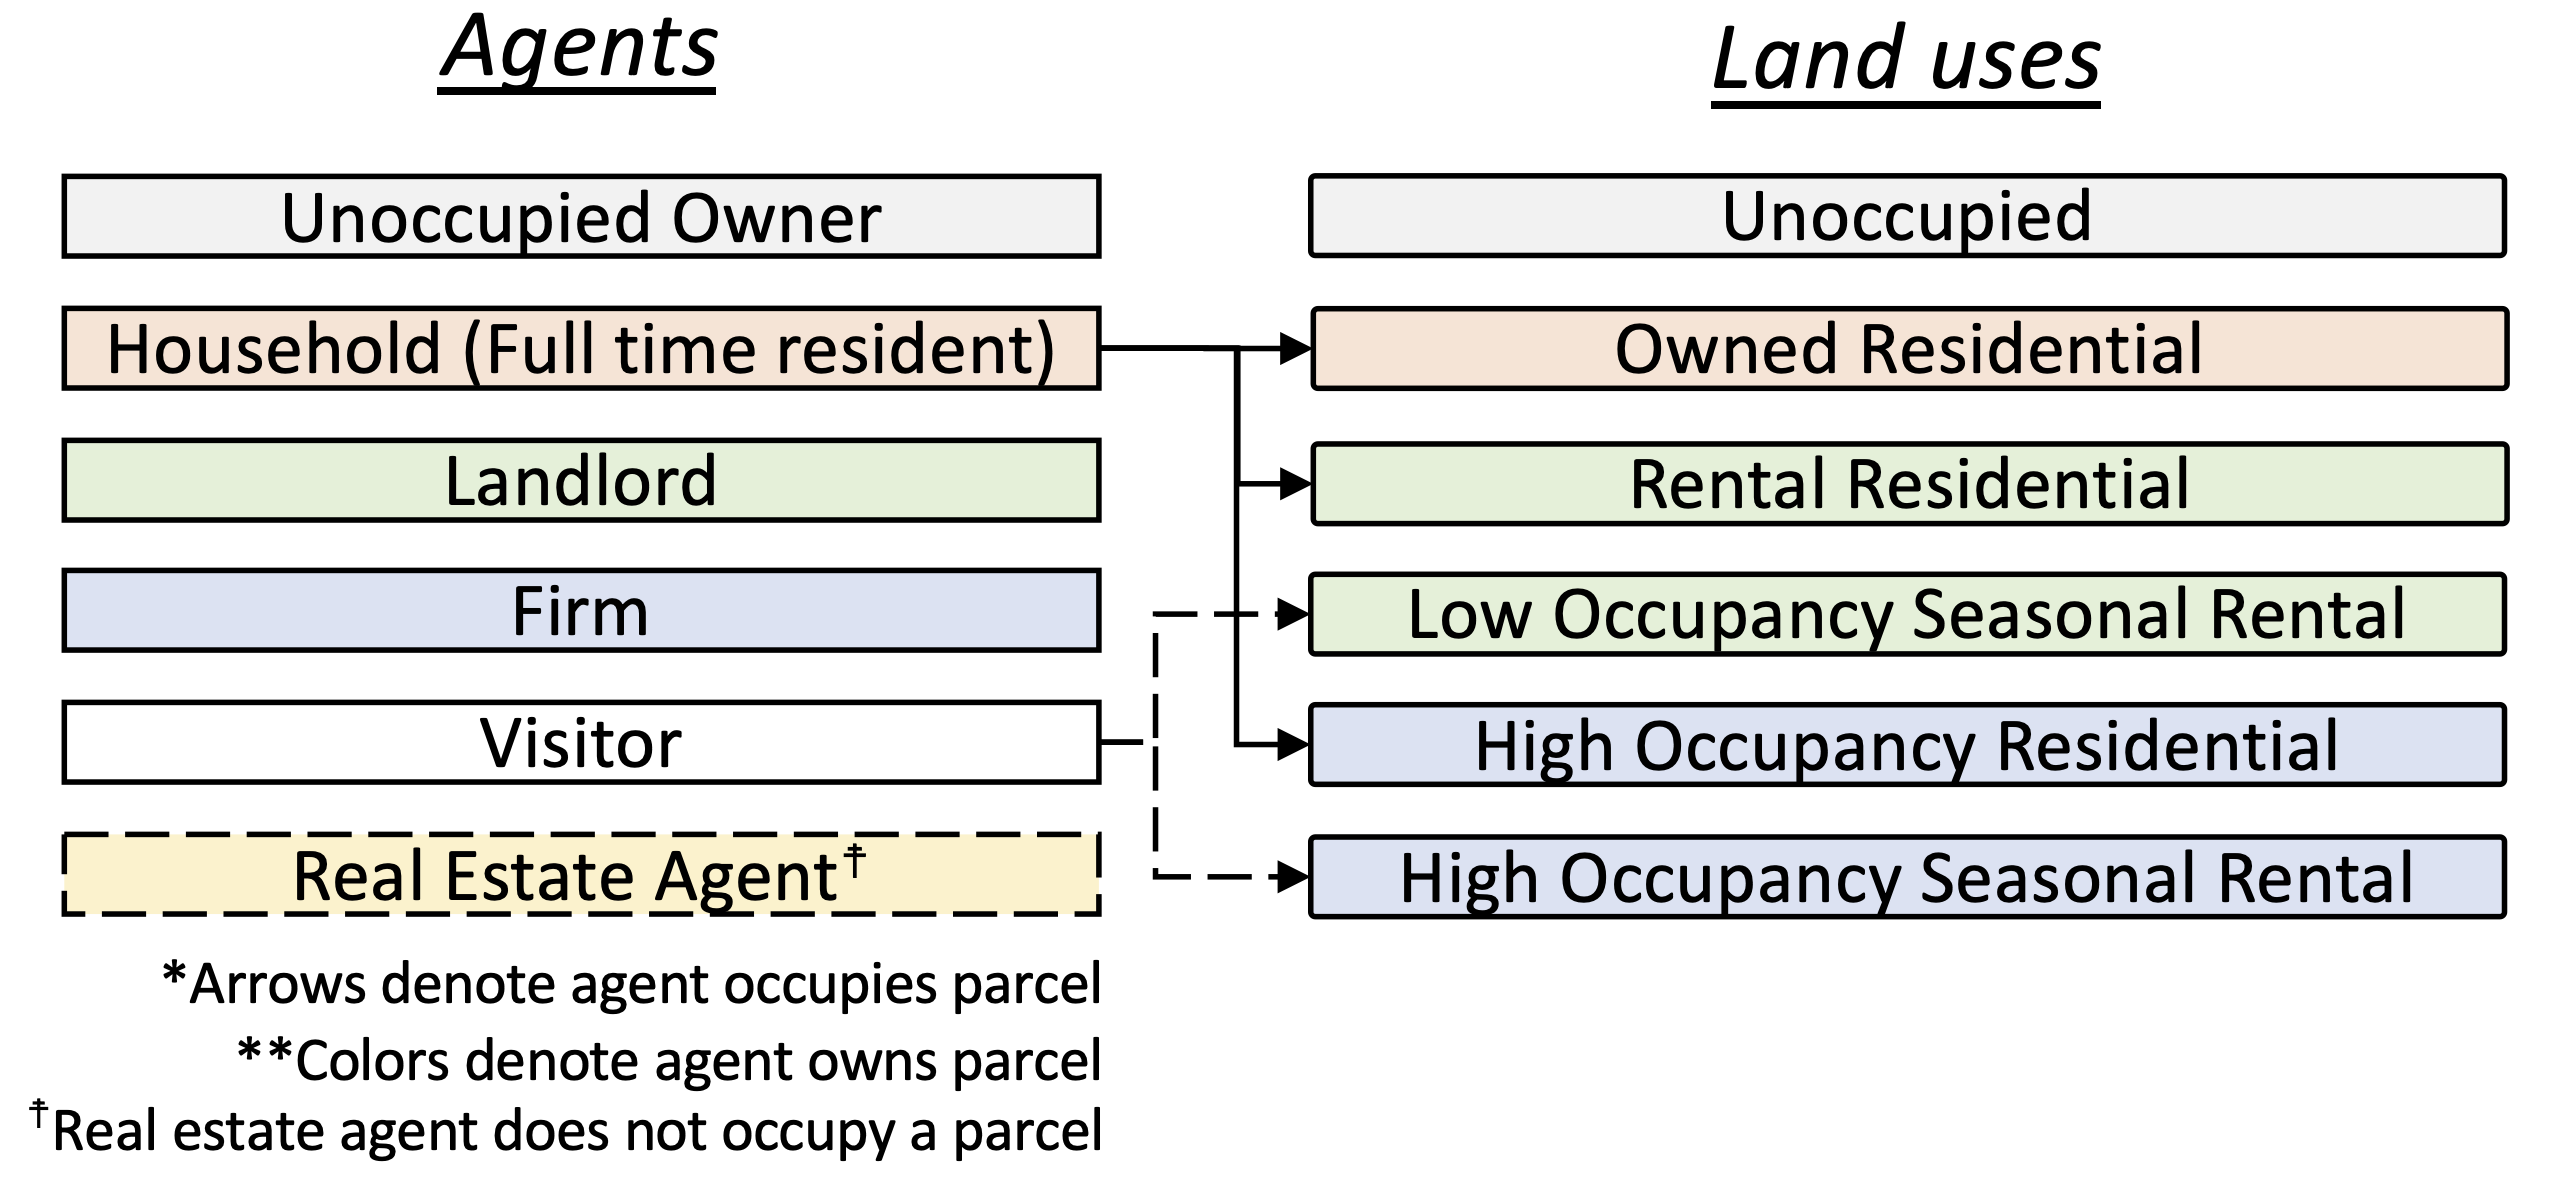 Agents
Land uses
Unoccupied Owner
Unoccupied
Household (Full time resident)
Owned Residential
Landlord
Rental Residential
Firm
Low Occupancy Seasonal Rental
Visitor
High Occupancy Residential
Real Estate Agent†
High Occupancy Seasonal Rental
*Arrows denote agent occupies parcel
**Colors denote agent owns parcel
†Real estate agent does not occupy a parcel